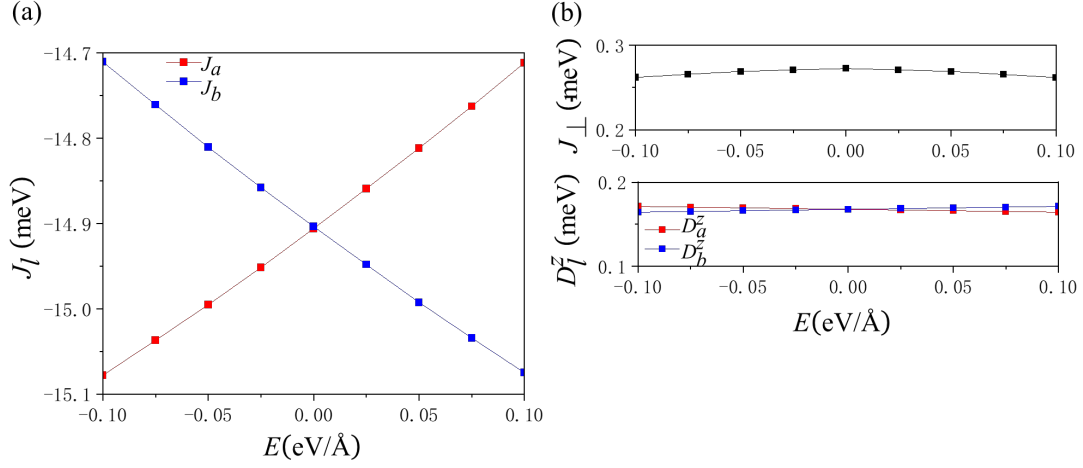 (a)
J_l (meV)
-14.7
-14.8
-14.9
-15.0
-15.1
J_a
J_b
-0.10 -0.05 0.00 0.05 0.10
E(eV/Å)
(b)
J_⊥ (meV)
0.3
0.2
-0.10 -0.05 0.00 0.05 0.10
D_l^z (meV)
0.2
0.1
D_a^z
D_b^z
-0.10 -0.05 0.00 0.05 0.10
E(eV/Å)